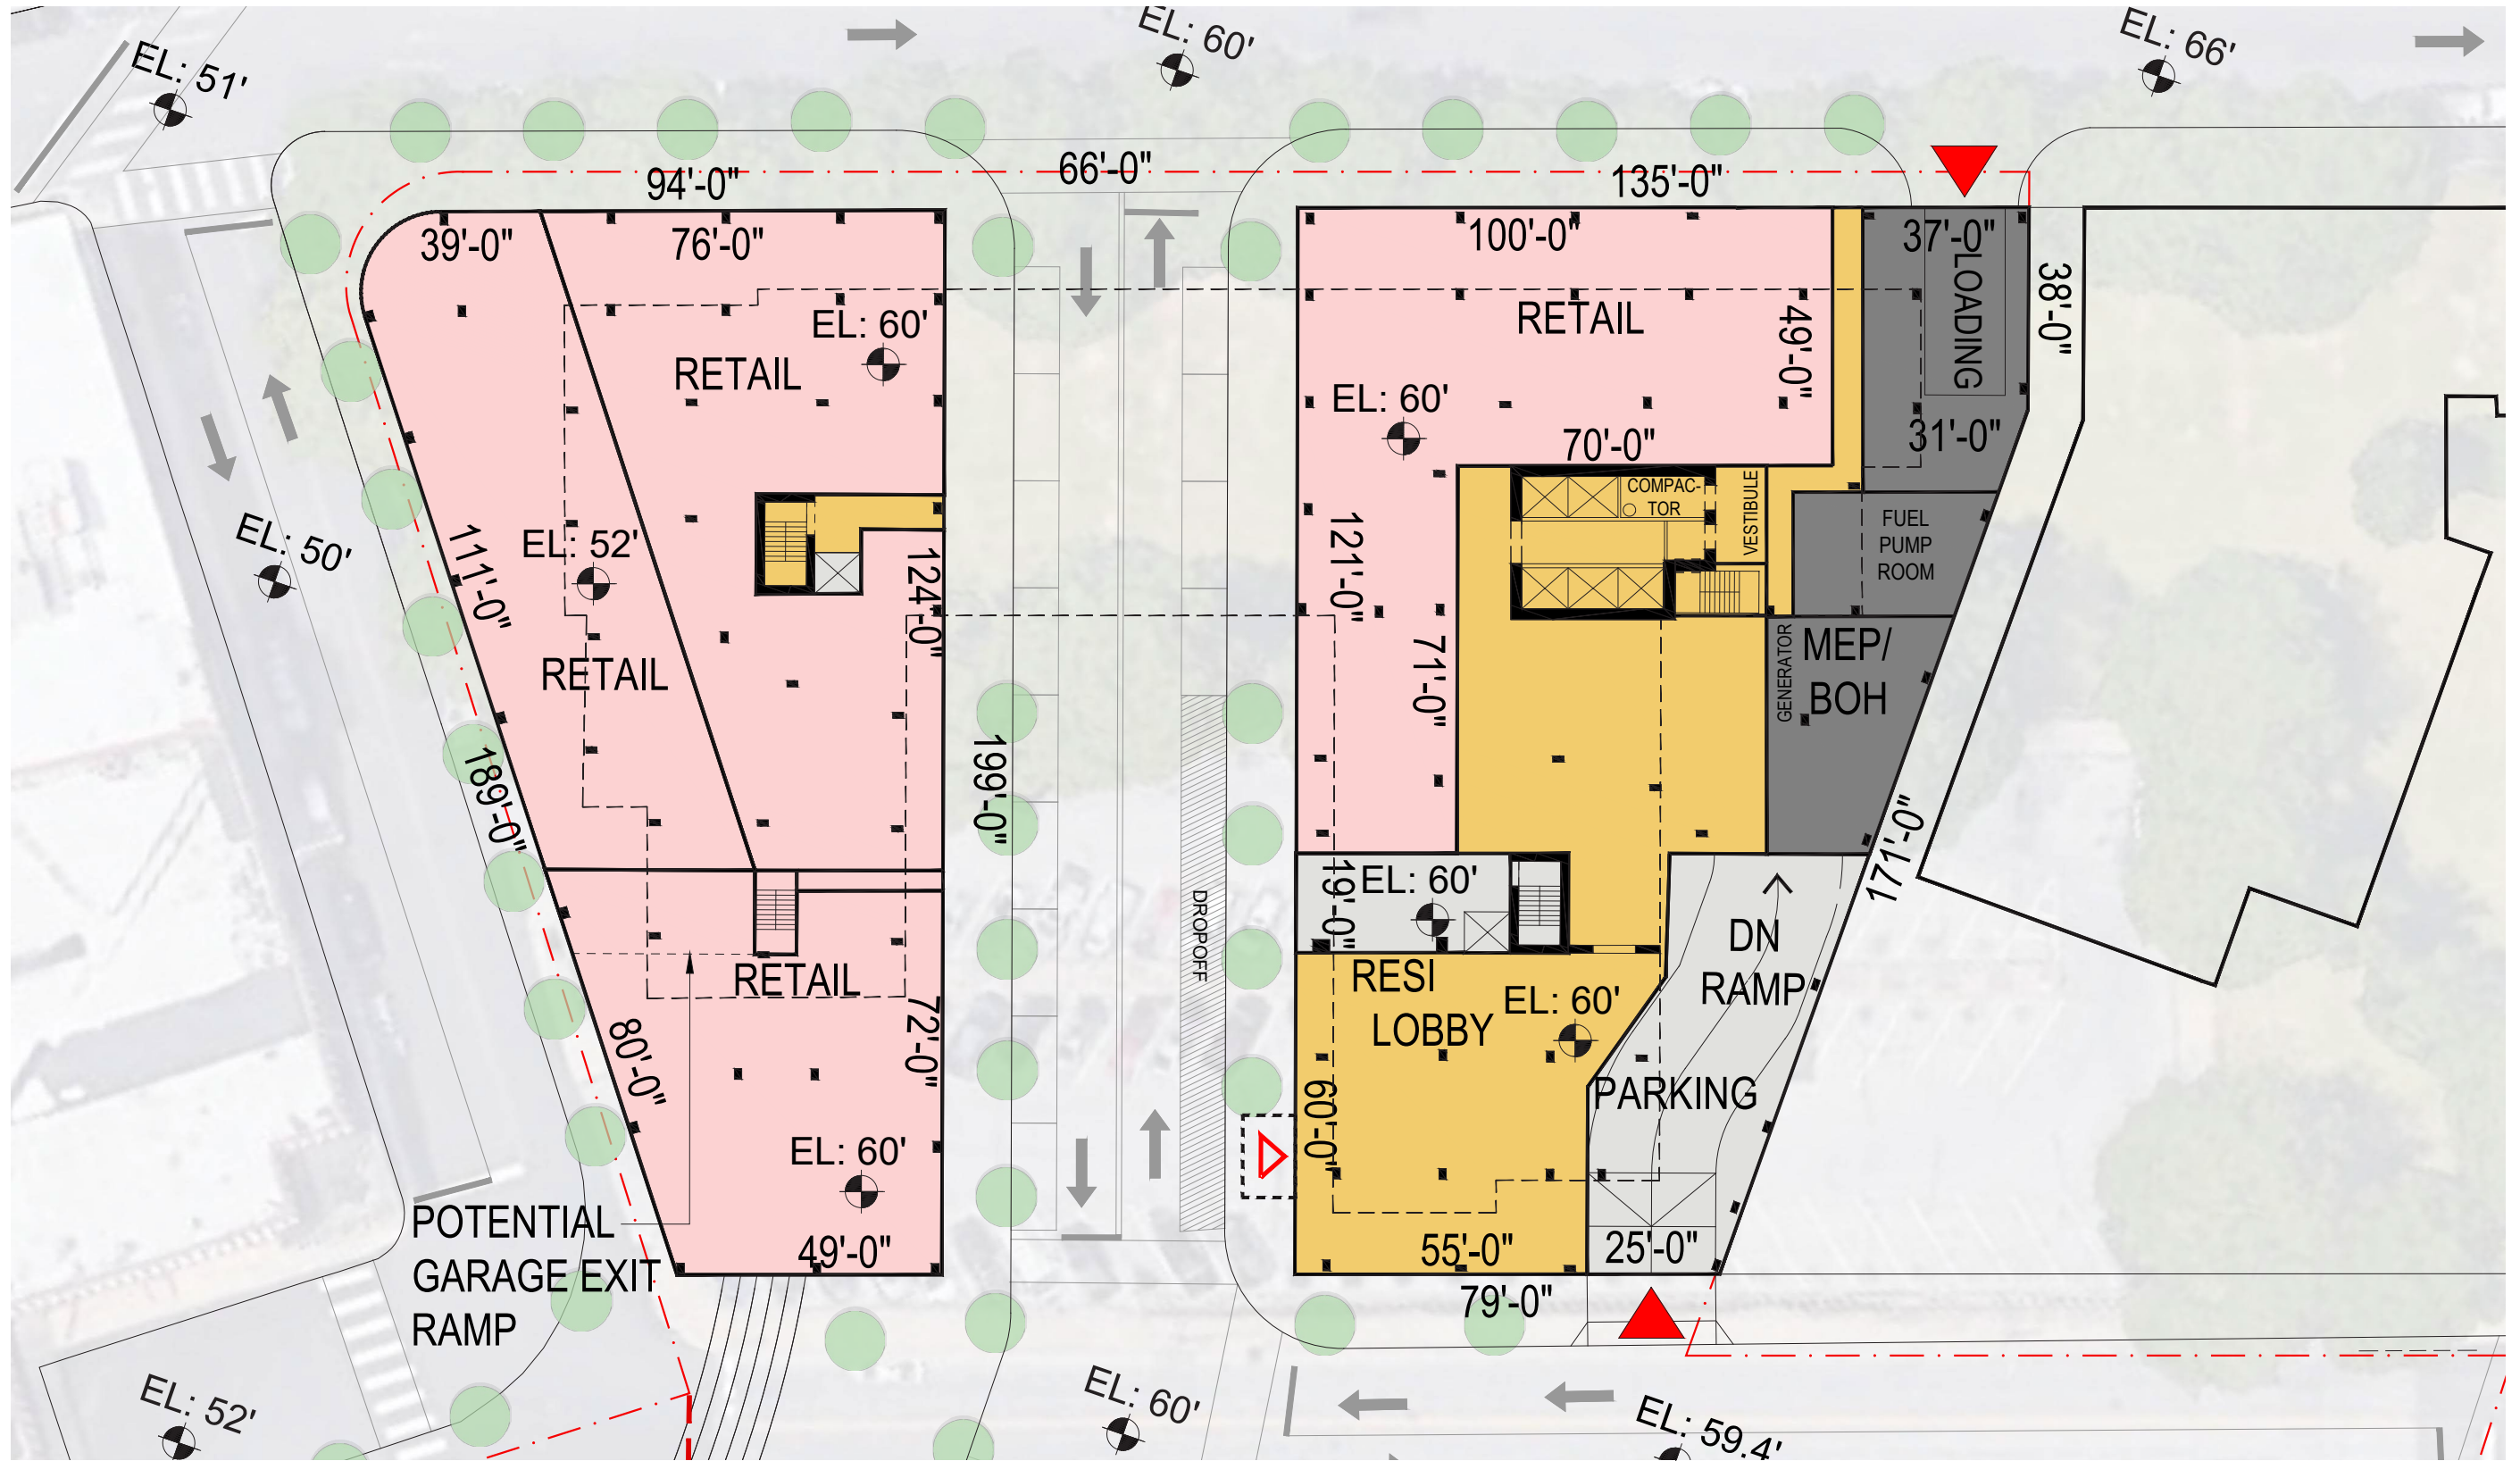 EL: 51'
EL: 60'
EL: 66'
94'-0"
66'-0"
135'-0"
39'-0"
76'-0"
100'-0"
37'-0"
LOADING
38'-0"
EL: 60'
RETAIL
RETAIL
49'-0"
EL: 60'
70'-0"
31'-0"
COMPAC-
TOR
VESTIBULE
FUEL
PUMP
ROOM
EL: 50'
111'-0"
EL: 52'
124'-0"
121'-0"
RETAIL
71'-0"
GENERATOR
MEP/
BOH
189'-0"
199'-0"
171'-0"
DROPOFF
19'-0"
EL: 60'
DN
RAMP
RETAIL
RESI
LOBBY
EL: 60'
80'-0"
72'-0"
60'-0"
PARKING
EL: 60'
POTENTIAL
GARAGE EXIT
RAMP
49'-0"
55'-0"
25'-0"
79'-0"
EL: 52'
EL: 60'
EL: 59.4'